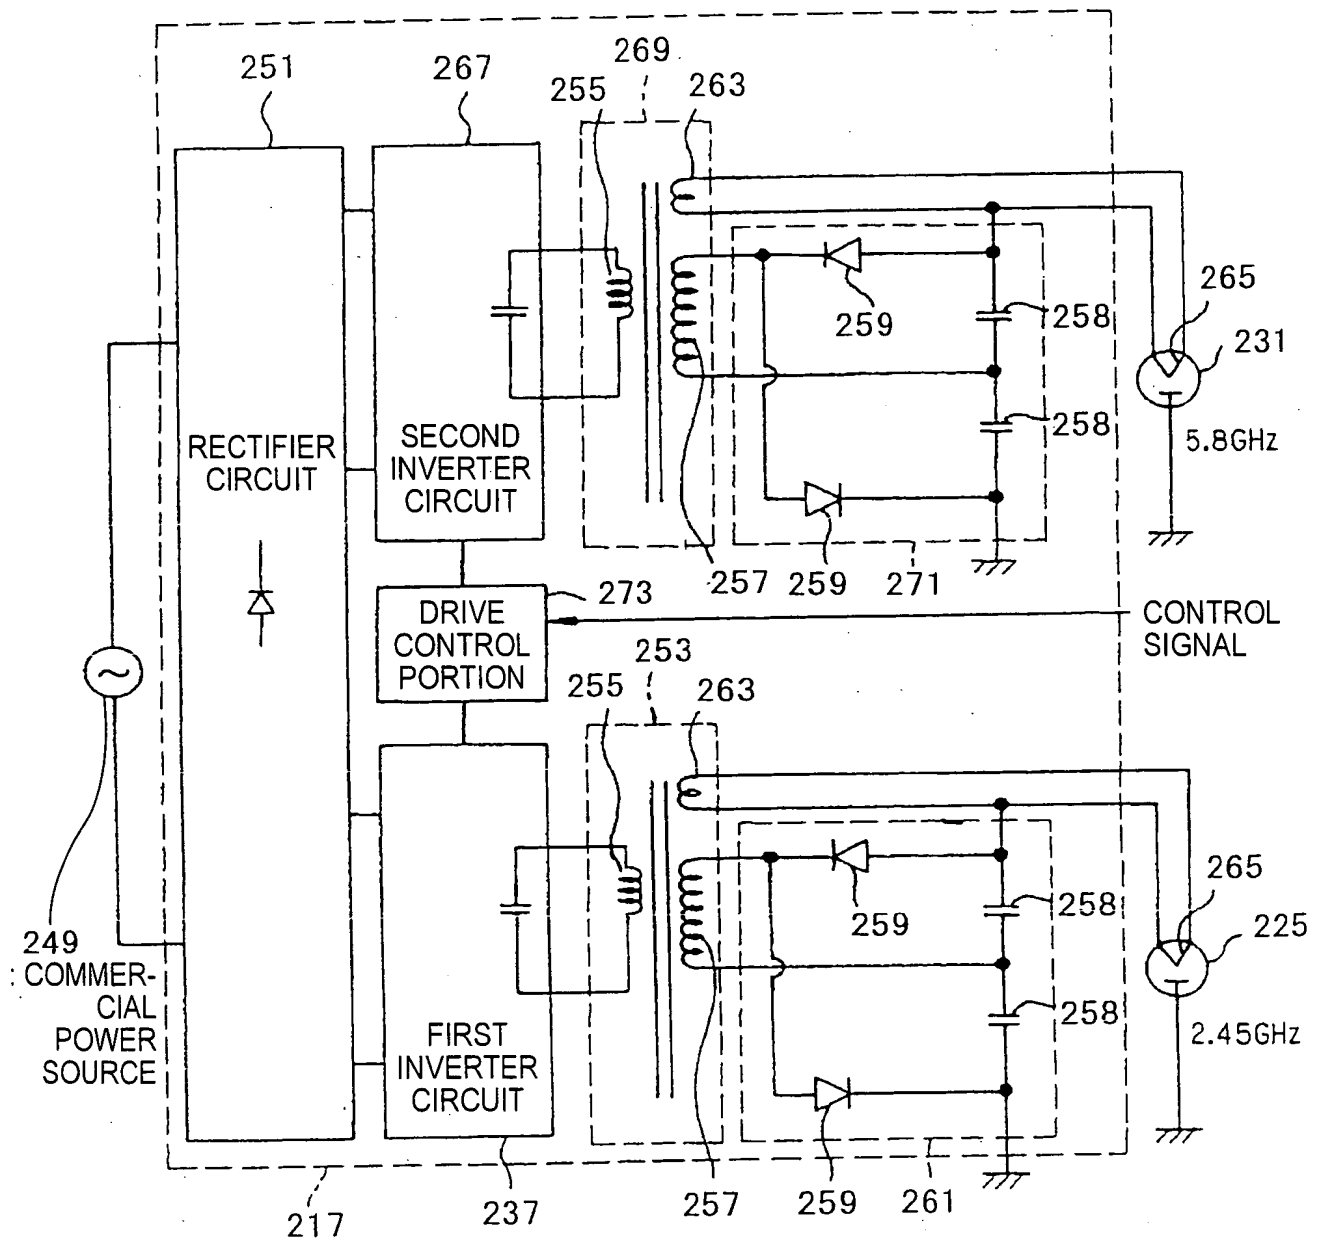 269
251
267
255
263
265
258
259
231
RECTIFIER
CIRCUIT
SECOND
INVERTER
CIRCUIT
258
5.8GHz
257
259
271
273
DRIVE
CONTROL
PORTION
CONTROL
SIGNAL
253
255
263
265
259
258
225
249
: COMMER-
CIAL
POWER
SOURCE
258
2.45GHz
FIRST
INVERTER
CIRCUIT
217
237
257
259
261